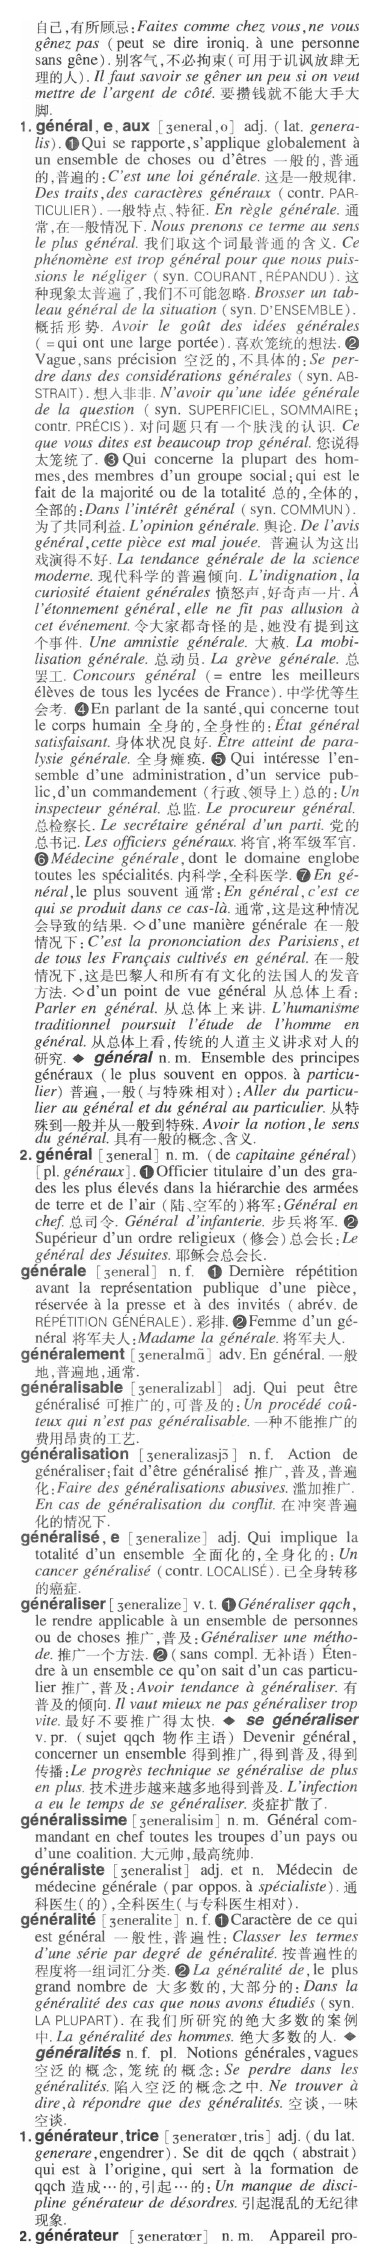 自己,有所顾忌:Faites comme chez vous,ne vous
gênez pas (peut se dire ironiq. à une personne
sans gêne). 别客气,不必拘束(可用于讥讽放肆无
理的人). Il faut savoir se gêner un peu si on veut
mettre de l'argent de côté. 要攒钱就不能大手大
脚.
1. général, e, aux [ʒeneral,o] adj. (lat. genera-
lis). ❶Qui se rapporte,s'applique globalement à
un ensemble de choses ou d'êtres 一般的,普通
的,普遍的:C'est une loi générale. 这是一般规律.
Des traits,des caractères généraux (contr. PAR-
TICULIER). 一般特点、特征. En règle générale. 通
常,在一般情况下. Nous prenons ce terme au sens
le plus général. 我们取这个词最普通的含义. Ce
phénomène est trop général pour que nous puis-
sions le négliger (syn. COURANT, RÉPANDU). 这
种现象太普遍了,我们不可能忽略. Brosser un tab-
leau général de la situation (syn. D'ENSEMBLE).
概括形势. Avoir le goût des idées générales
(=qui ont une large portée). 喜欢笼统的想法. ❷
Vague,sans précision 空泛的,不具体的:Se per-
dre dans des considérations générales (syn. AB-
STRAIT). 想入非非. N'avoir qu'une idée générale
de la question (syn. SUPERFICIEL, SOMMAIRE;
contr. PRÉCIS). 对问题只有一个肤浅的认识. Ce
que vous dites est beaucoup trop général. 您说得
太笼统了. ❸Qui concerne la plupart des hom-
mes,des membres d'un groupe social;qui est le
fait de la majorité ou de la totalité 总的,全体的,
全部的:Dans l'intérêt général (syn. COMMUN).
为了共同利益. L'opinion générale. 舆论. De l'avis
général,cette pièce est mal jouée. 普遍认为这出
戏演得不好. La tendance générale de la science
moderne. 现代科学的普遍倾向. L'indignation, la
curiosité étaient générales 愤怒声,好奇声一片. À
l'étonnement général, elle ne fit pas allusion à
cet événement. 令大家都奇怪的是,她没有提到这
个事件. Une amnistie générale. 大赦. La mobi-
lisation générale. 总动员. La grève générale. 总
罢工. Concours général (= entre les meilleurs
élèves de tous les lycées de France). 中学优等生
会考. ❹En parlant de la santé,qui concerne tout
le corps humain 全身的,全身性的:État général
satisfaisant. 身体状况良好. Être atteint de para-
lysie générale. 全身瘫痪. ❺ Qui intéresse l'en-
semble d'une administration,d'un service pub-
lic,d'un commandement (行政、领导上)总的:Un
inspecteur général. 总监. Le procureur général.
总检察长. Le secrétaire général d'un parti. 党的
总书记. Les officiers généraux. 将官,将军级军官.
❻Médecine générale,dont le domaine englobe
toutes les spécialités. 内科学,全科医学. ❼En gé-
néral,le plus souvent 通常:En général,c'est ce
qui se produit dans ce cas-là. 通常,这是这种情况
会导致的结果. ◇d'une manière générale 在一般
情况下:C'est la prononciation des Parisiens, et
de tous les Français cultivés en général. 在一般
情况下,这是巴黎人和所有有文化的法国人的发音
方法. ◇d'un point de vue général 从总体上看:
Parler en général. 从总体上来讲. L'humanisme
traditionnel poursuit l'étude de l'homme en
général. 从总体上看,传统的人道主义讲求对人的
研究. ◆ général n. m. Ensemble des principes
généraux (le plus souvent en oppos. à particu-
lier) 普遍,一般(与特殊相对):Aller du particu-
lier au général et du général au particulier. 从特
殊到一般并从一般到特殊. Avoir la notion,le sens
du général. 具有一般的概念、含义.
2. général [ʒeneral] n. m. (de capitaine général)
[pl. généraux]. ❶Officier titulaire d'un des gra-
des les plus élevés dans la hiérarchie des armées
de terre et de l'air (陆、空军的)将军:Général en
chef. 总司令. Général d'infanterie. 步兵将军. ❷
Supérieur d'un ordre religieux (修会)总会长:Le
général des Jésuites. 耶稣会总会长.
générale [ʒeneral] n. f. ❶ Dernière répétition
avant la représentation publique d'une pièce,
réservée à la presse et à des invités (abrév. de
RÉPÉTITION GÉNÉRALE). 彩排. ❷Femme d'un gé-
néral 将军夫人:Madame la générale. 将军夫人.
généralement [ʒeneralmɑ̃] adv. En général. 一般
地,普遍地,通常.
généralisable [ʒeneralizabl] adj. Qui peut être
généralisé 可推广的,可普及的:Un procédé coû-
teux qui n'est pas généralisable. 一种不能推广的
费用昂贵的工艺.
généralisation [ʒeneralizasjɔ̃] n. f. Action de
généraliser;fait d'être généralisé 推广,普及,普遍
化:Faire des généralisations abusives. 滥加推广.
En cas de généralisation du conflit. 在冲突普遍
化的情况下.
généralisé, e [ʒeneralize] adj. Qui implique la
totalité d'un ensemble 全面化的,全身化的:Un
cancer généralisé (contr. LOCALISÉ). 已全身转移
的癌症.
généraliser [ʒeneralize] v. t. ❶Généraliser qqch,
le rendre applicable à un ensemble de personnes
ou de choses 推广,普及:Généraliser une métho-
de. 推广一个方法. ❷(sans compl. 无补语) Éten-
dre à un ensemble ce qu'on sait d'un cas particu-
lier 推广,普及:Avoir tendance à généraliser. 有
普及的倾向. Il vaut mieux ne pas généraliser trop
vite. 最好不要推广得太快. ◆ se généraliser
v. pr. (sujet qqch 物作主语) Devenir général,
concerner un ensemble 得到推广,得到普及,得到
传播:Le progrès technique se généralise de plus
en plus. 技术进步越来越多地得到普及. L'infection
a eu le temps de se généraliser. 炎症扩散了.
généralissime [ʒeneralisim] n. m. Général com-
mandant en chef toutes les troupes d'un pays ou
d'une coalition. 大元帅,最高统帅.
généraliste [ʒeneralist] adj. et n. Médecin de
médecine générale (par oppos. à spécialiste). 通
科医生(的),全科医生(与专科医生相对).
généralité [ʒeneralite] n. f. ❶Caractère de ce qui
est général 一般性,普遍性: Classer les termes
d'une série par degré de généralité. 按普遍性的
程度将一组词汇分类. ❷La généralité de,le plus
grand nombre de 大多数的,大部分的:Dans la
généralité des cas que nous avons étudiés (syn.
LA PLUPART). 在我们所研究的绝大多数的案例
中. La généralité des hommes. 绝大多数的人. ◆
généralités n. f. pl. Notions générales,vagues
空泛的概念,笼统的概念:Se perdre dans les
généralités. 陷入空泛的概念之中. Ne trouver à
dire,à répondre que des généralités. 空谈,一味
空谈.
1. générateur,trice [ʒeneratœr,tris] adj. (du lat.
generare,engendrer). Se dit de qqch (abstrait)
qui est à l'origine, qui sert à la formation de
qqch 造成…的,引起…的:Un manque de disci-
pline générateur de désordres. 引起混乱的无纪律
现象.
2. générateur [ʒeneratœr] n. m. Appareil pro-